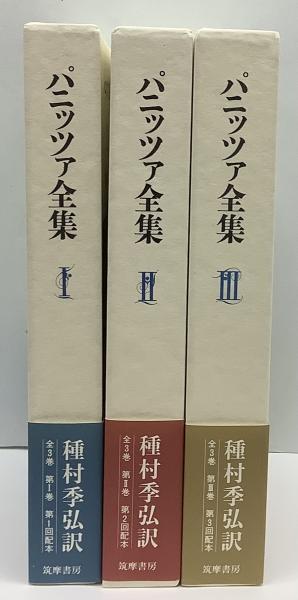 パニッツァ全集
I
種村季弘訳
全3巻 第I巻 第1回配本
筑摩書房
パニッツァ全集
II
種村季弘訳
全3巻 第II巻 第2回配本
筑摩書房
パニッツァ全集
III
種村季弘訳
全3巻 第III巻 第3回配本
筑摩書房